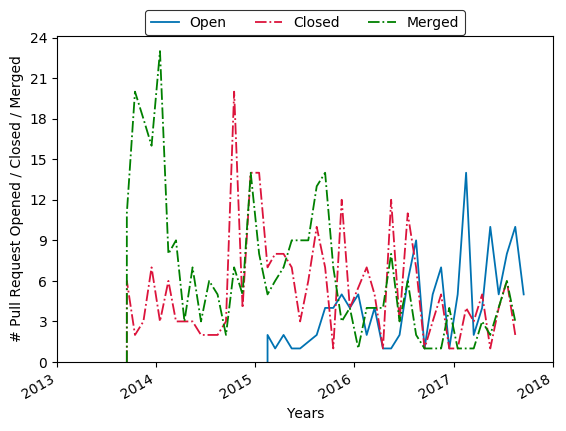 Open Closed Merged
# Pull Request Opened / Closed / Merged
24
21
18
15
12
9
6
3
0
2013 2014 2015 2016 2017 2018
Years